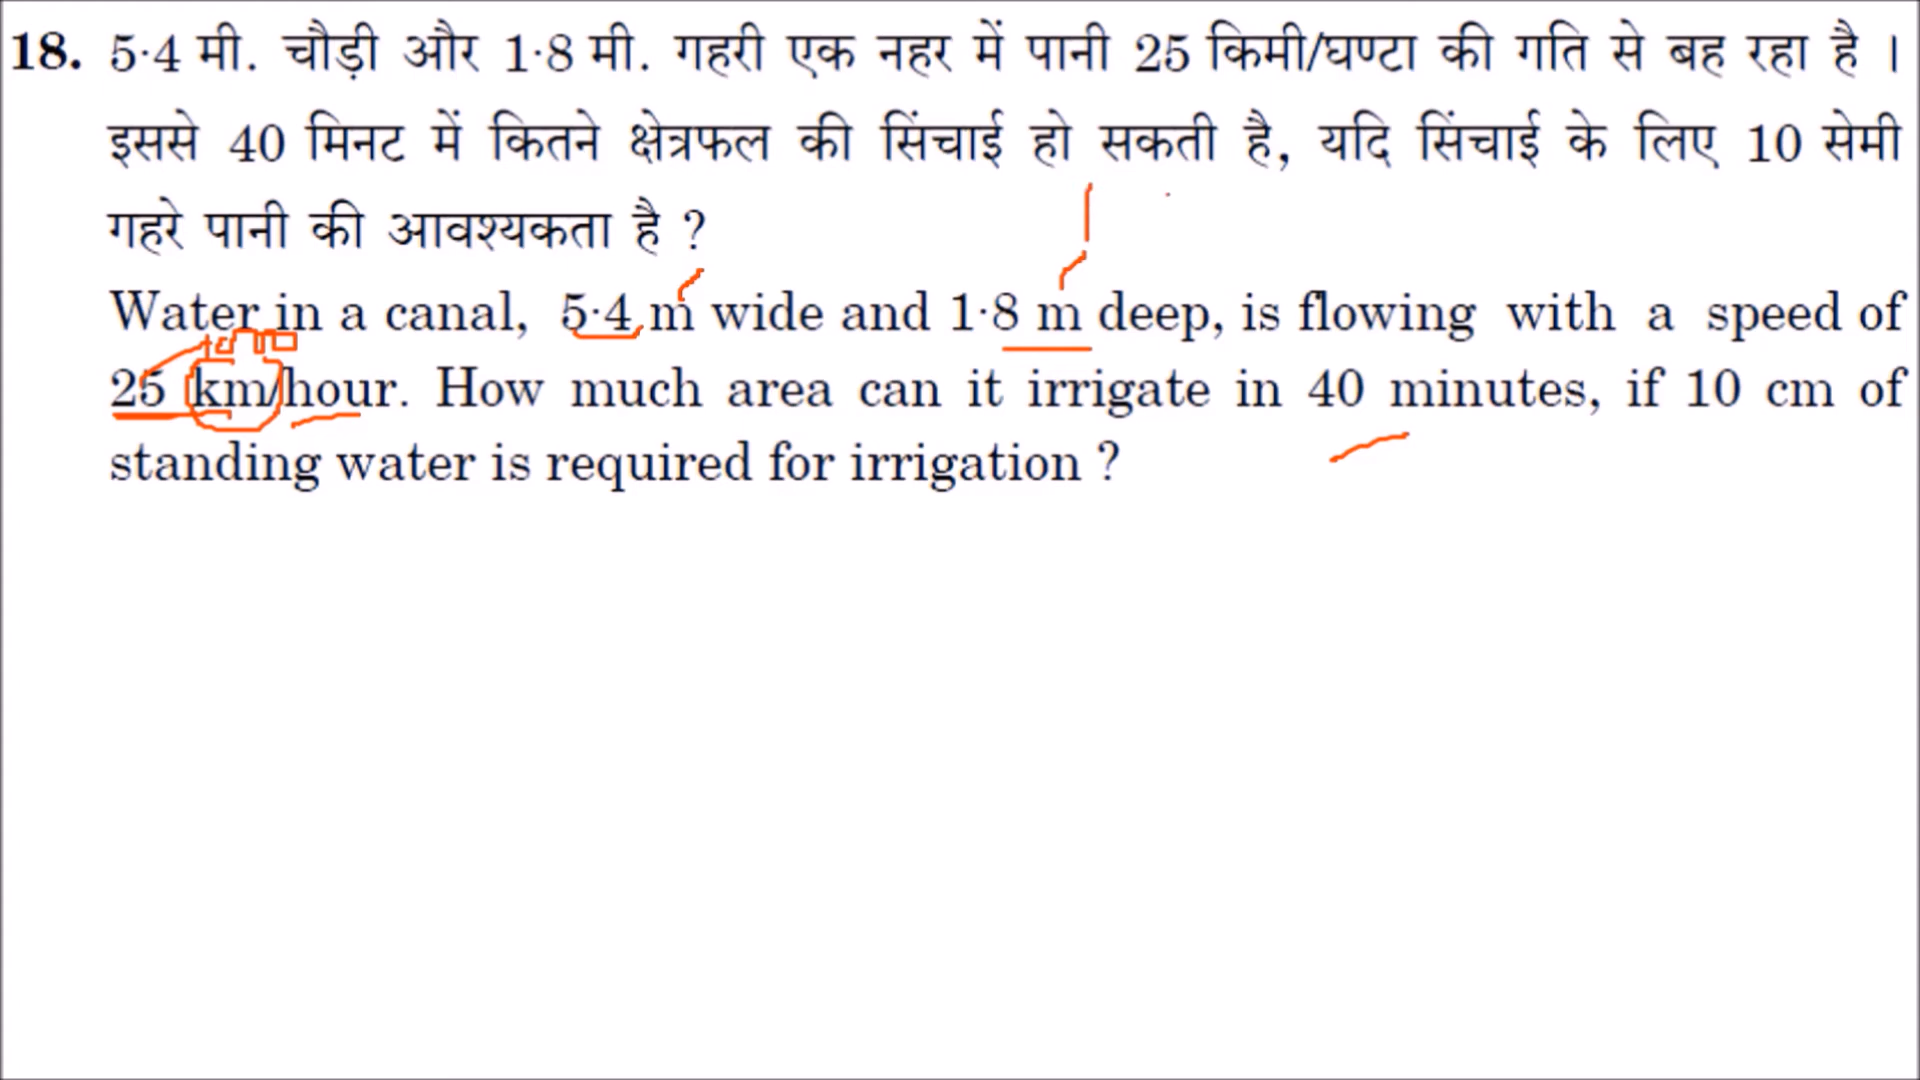 18. 5·4 मी. चौड़ी और 1·8 मी. गहरी एक नहर में पानी 25 किमी/घण्टा की गति से बह रहा है ।
इससे 40 मिनट में कितने क्षेत्रफल की सिंचाई हो सकती है, यदि सिंचाई के लिए 10 सेमी
गहरे पानी की आवश्यकता है ?
Water in a canal, 5·4 m wide and 1·8 m deep, is flowing with a speed of
25 km/hour. How much area can it irrigate in 40 minutes, if 10 cm of
standing water is required for irrigation ?